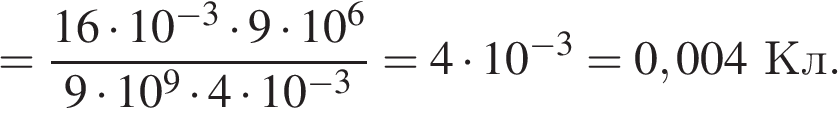 = \frac{16 \cdot 10^{-3} \cdot 9 \cdot 10^{6}}{9 \cdot 10^{9} \cdot 4 \cdot 10^{-3}} = 4 \cdot 10^{-3} = 0,004 Кл.